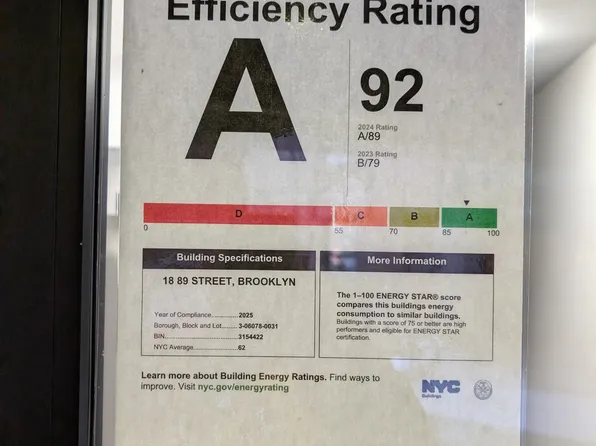 Efficiency Rating
A
92
2024 Rating
A/89
2023 Rating
B/79
D
C
B
A
0
55
70
85
100
Building Specifications
18 89 STREET, BROOKLYN
Year of Compliance..............2025
Borough, Block and Lot........3-06078-0031
BIN.......................................3154422
NYC Average.......................62
More Information
The 1–100 ENERGY STAR® score
compares this buildings energy
consumption to similar buildings.
Buildings with a score of 75 or better are high
performers and eligible for ENERGY STAR
certification.
Learn more about Building Energy Ratings. Find ways to
improve. Visit nyc.gov/energyrating
NYC
Buildings